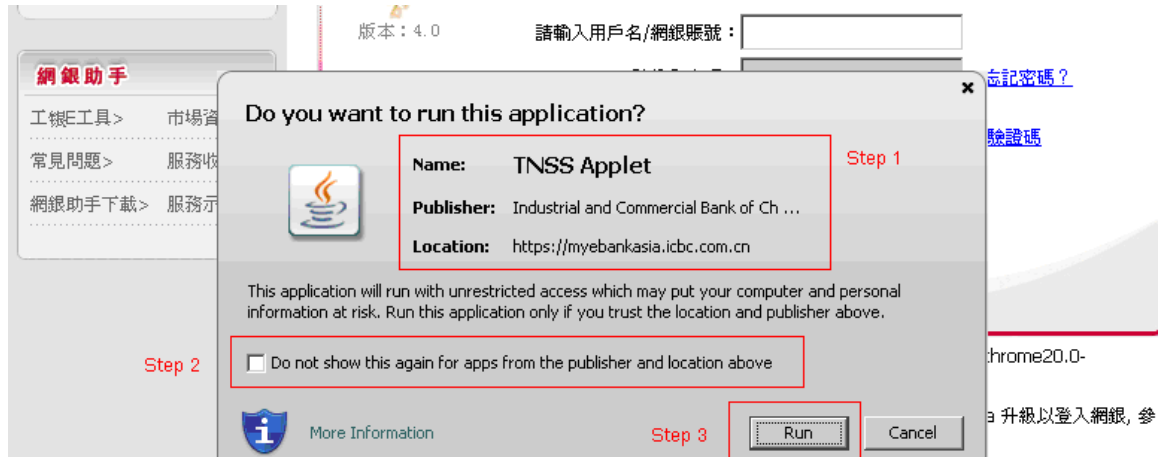 版本：4.0
請輸入用戶名/網銀賬號：
忘記密碼？
驗證碼
網銀助手
工銀E工具>
市場資
常見問題>
服務收
網銀助手下載>
服務示
Do you want to run this application?
Name: TNSS Applet
Step 1
Publisher: Industrial and Commercial Bank of Ch ...
Location: https://myebankasia.icbc.com.cn
This application will run with unrestricted access which may put your computer and personal
information at risk. Run this application only if you trust the location and publisher above.
Step 2
Do not show this again for apps from the publisher and location above
hrome20.0-
More Information
Step 3
Run
Cancel
a 升級以登入網銀, 參